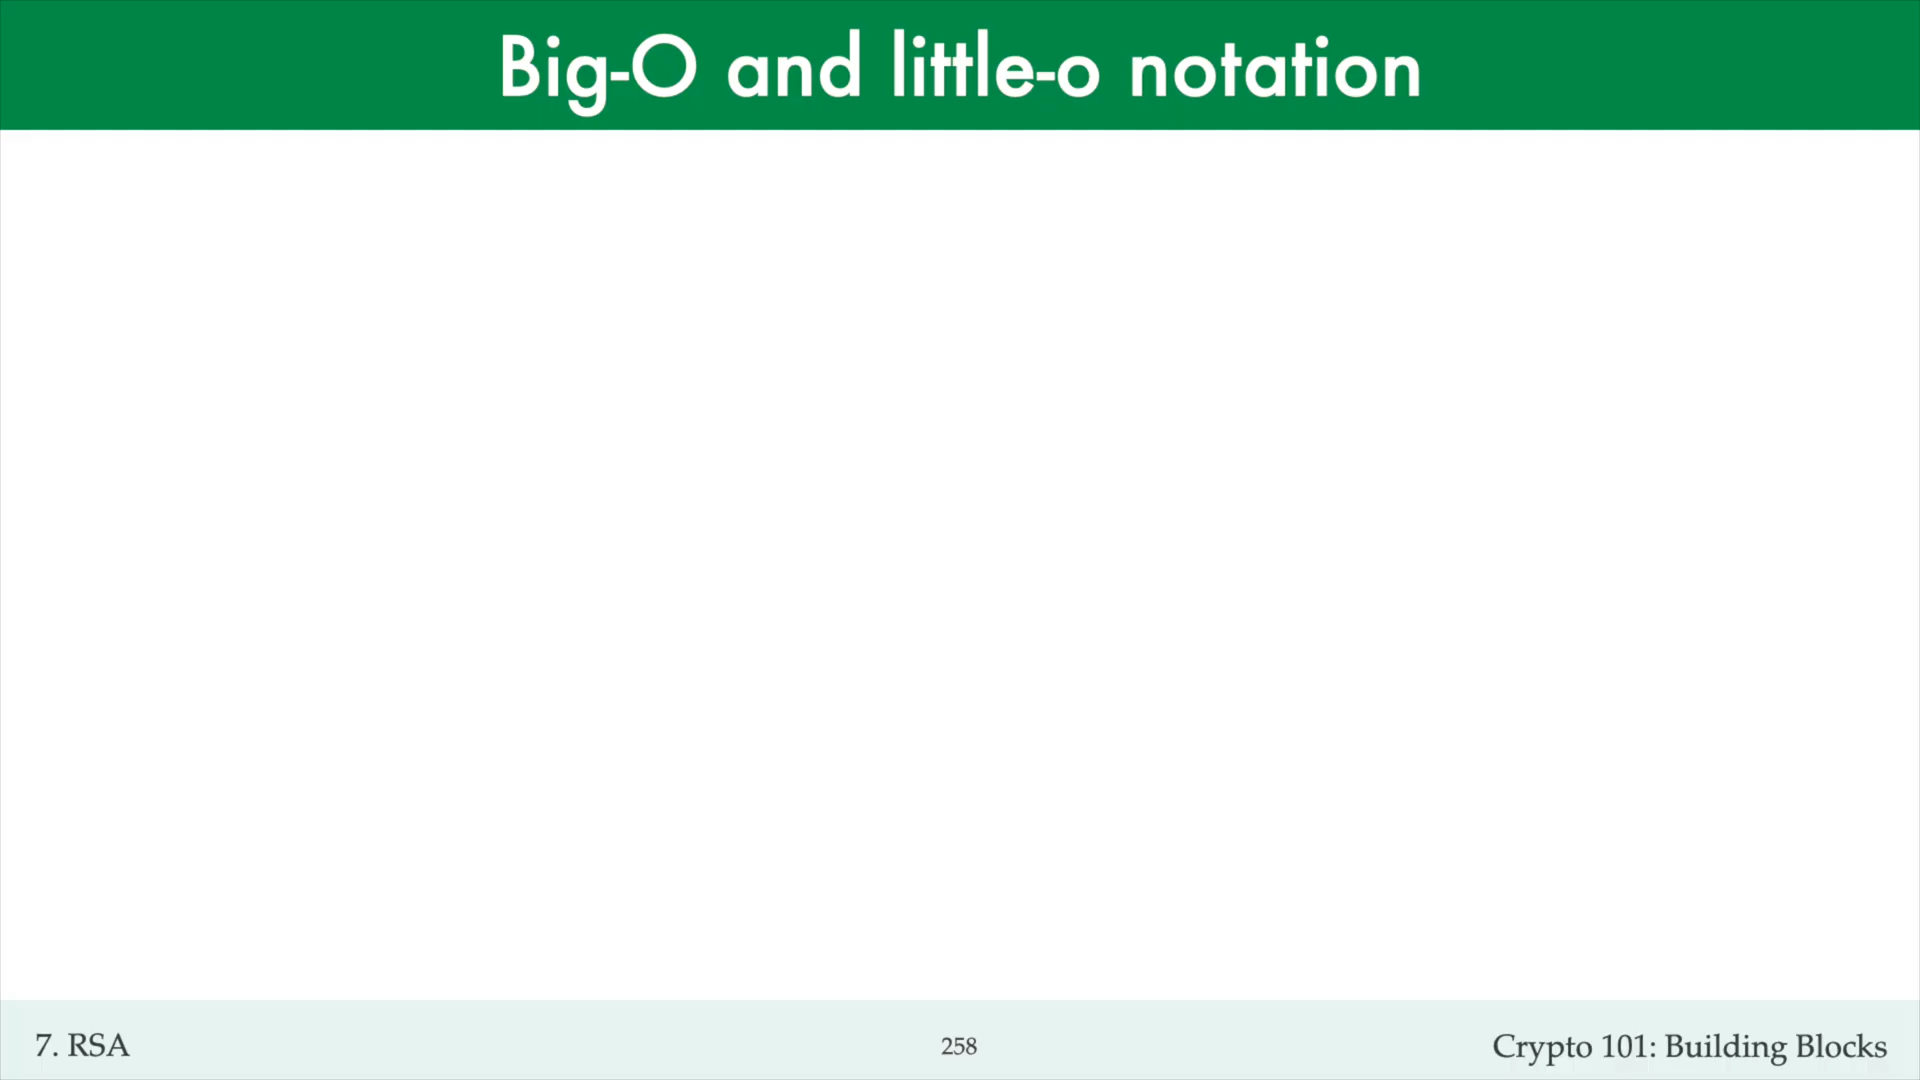 Big-O and little-o notation
7. RSA
258
Crypto 101: Building Blocks